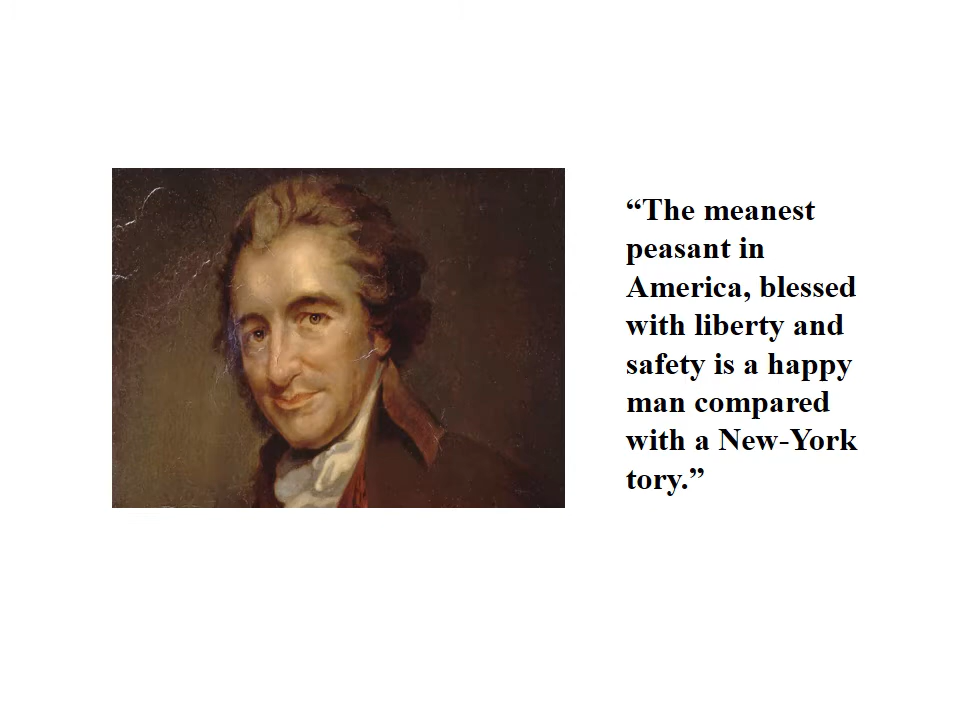 “The meanest
peasant in
America, blessed
with liberty and
safety is a happy
man compared
with a New-York
tory.”